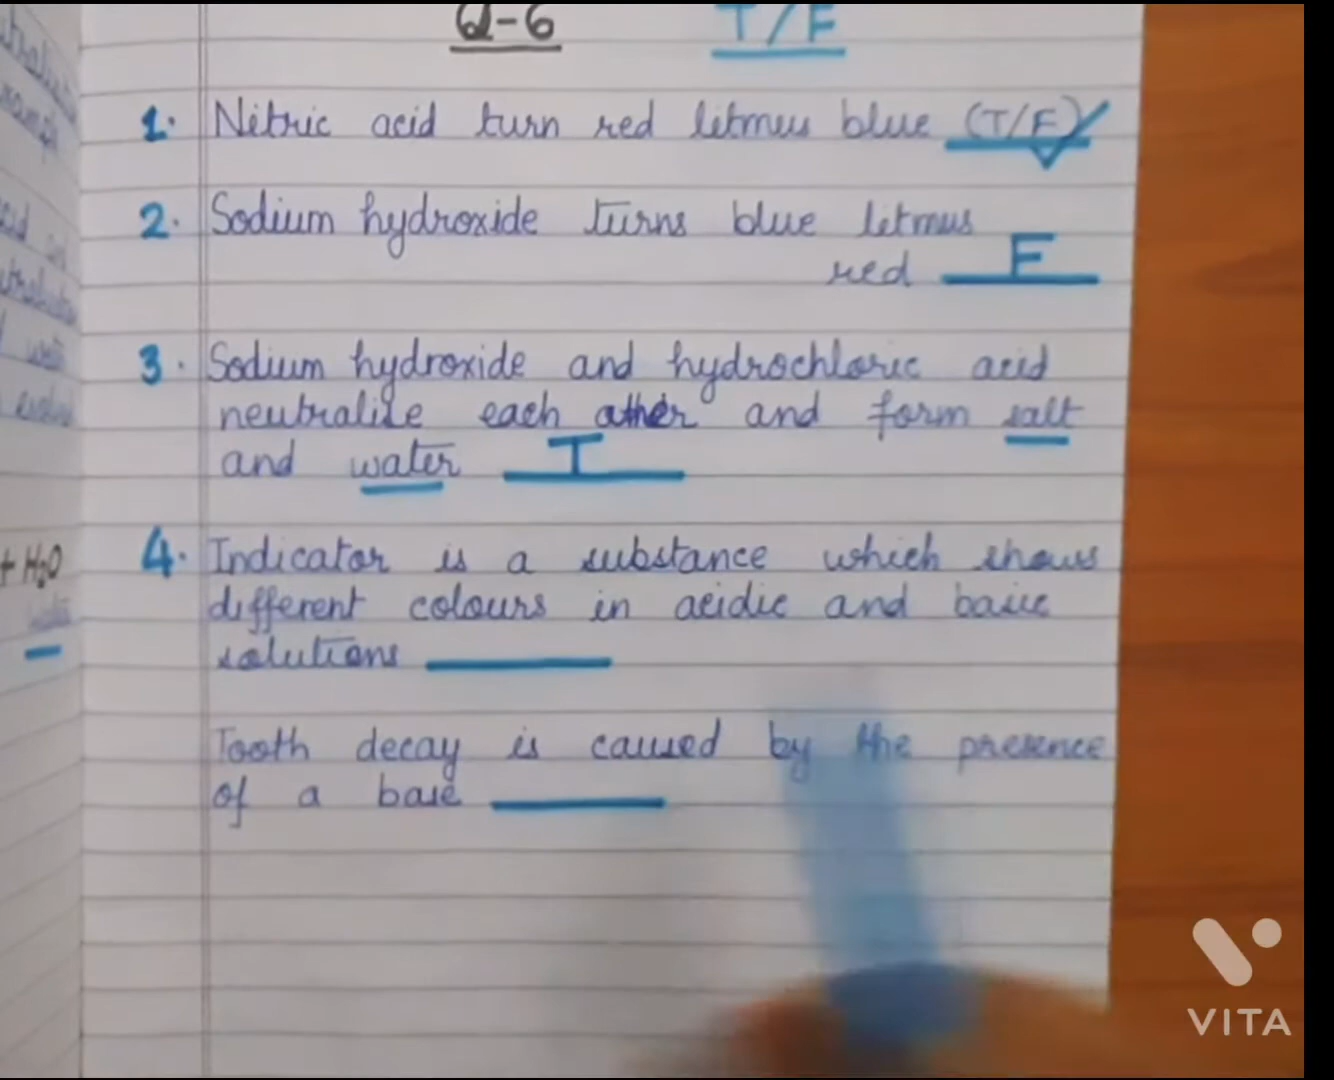 Q-6 T/F
1. Nitric acid turn red litmus blue (T/F)
2. Sodium hydroxide turns blue litmus
red F
3. Sodium hydroxide and hydrochloric acid
neutralise each other and form salt
and water T
4. Indicator is a substance which shows
different colours in acidic and basic
solutions
Tooth decay is caused by the presence
of a base
+ H₂O
VITA